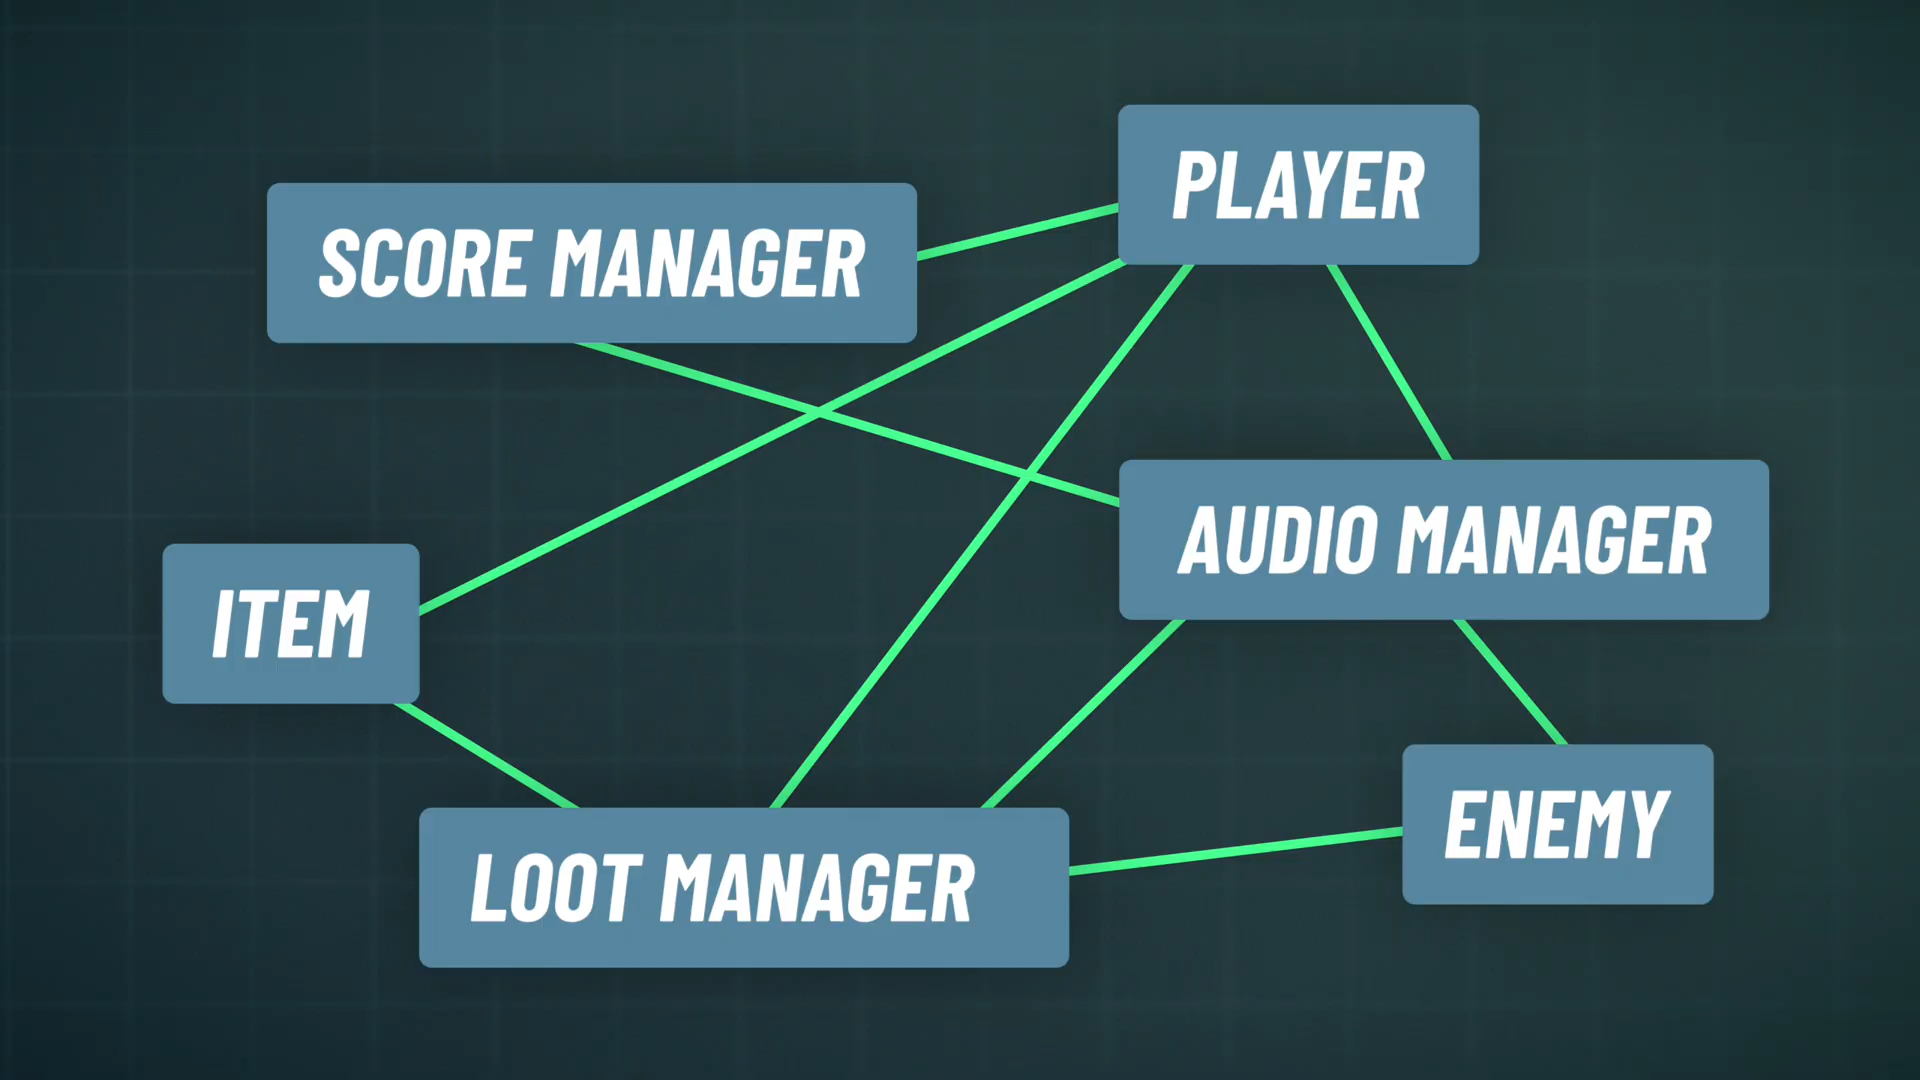 PLAYER
SCORE MANAGER
AUDIO MANAGER
ITEM
ENEMY
LOOT MANAGER